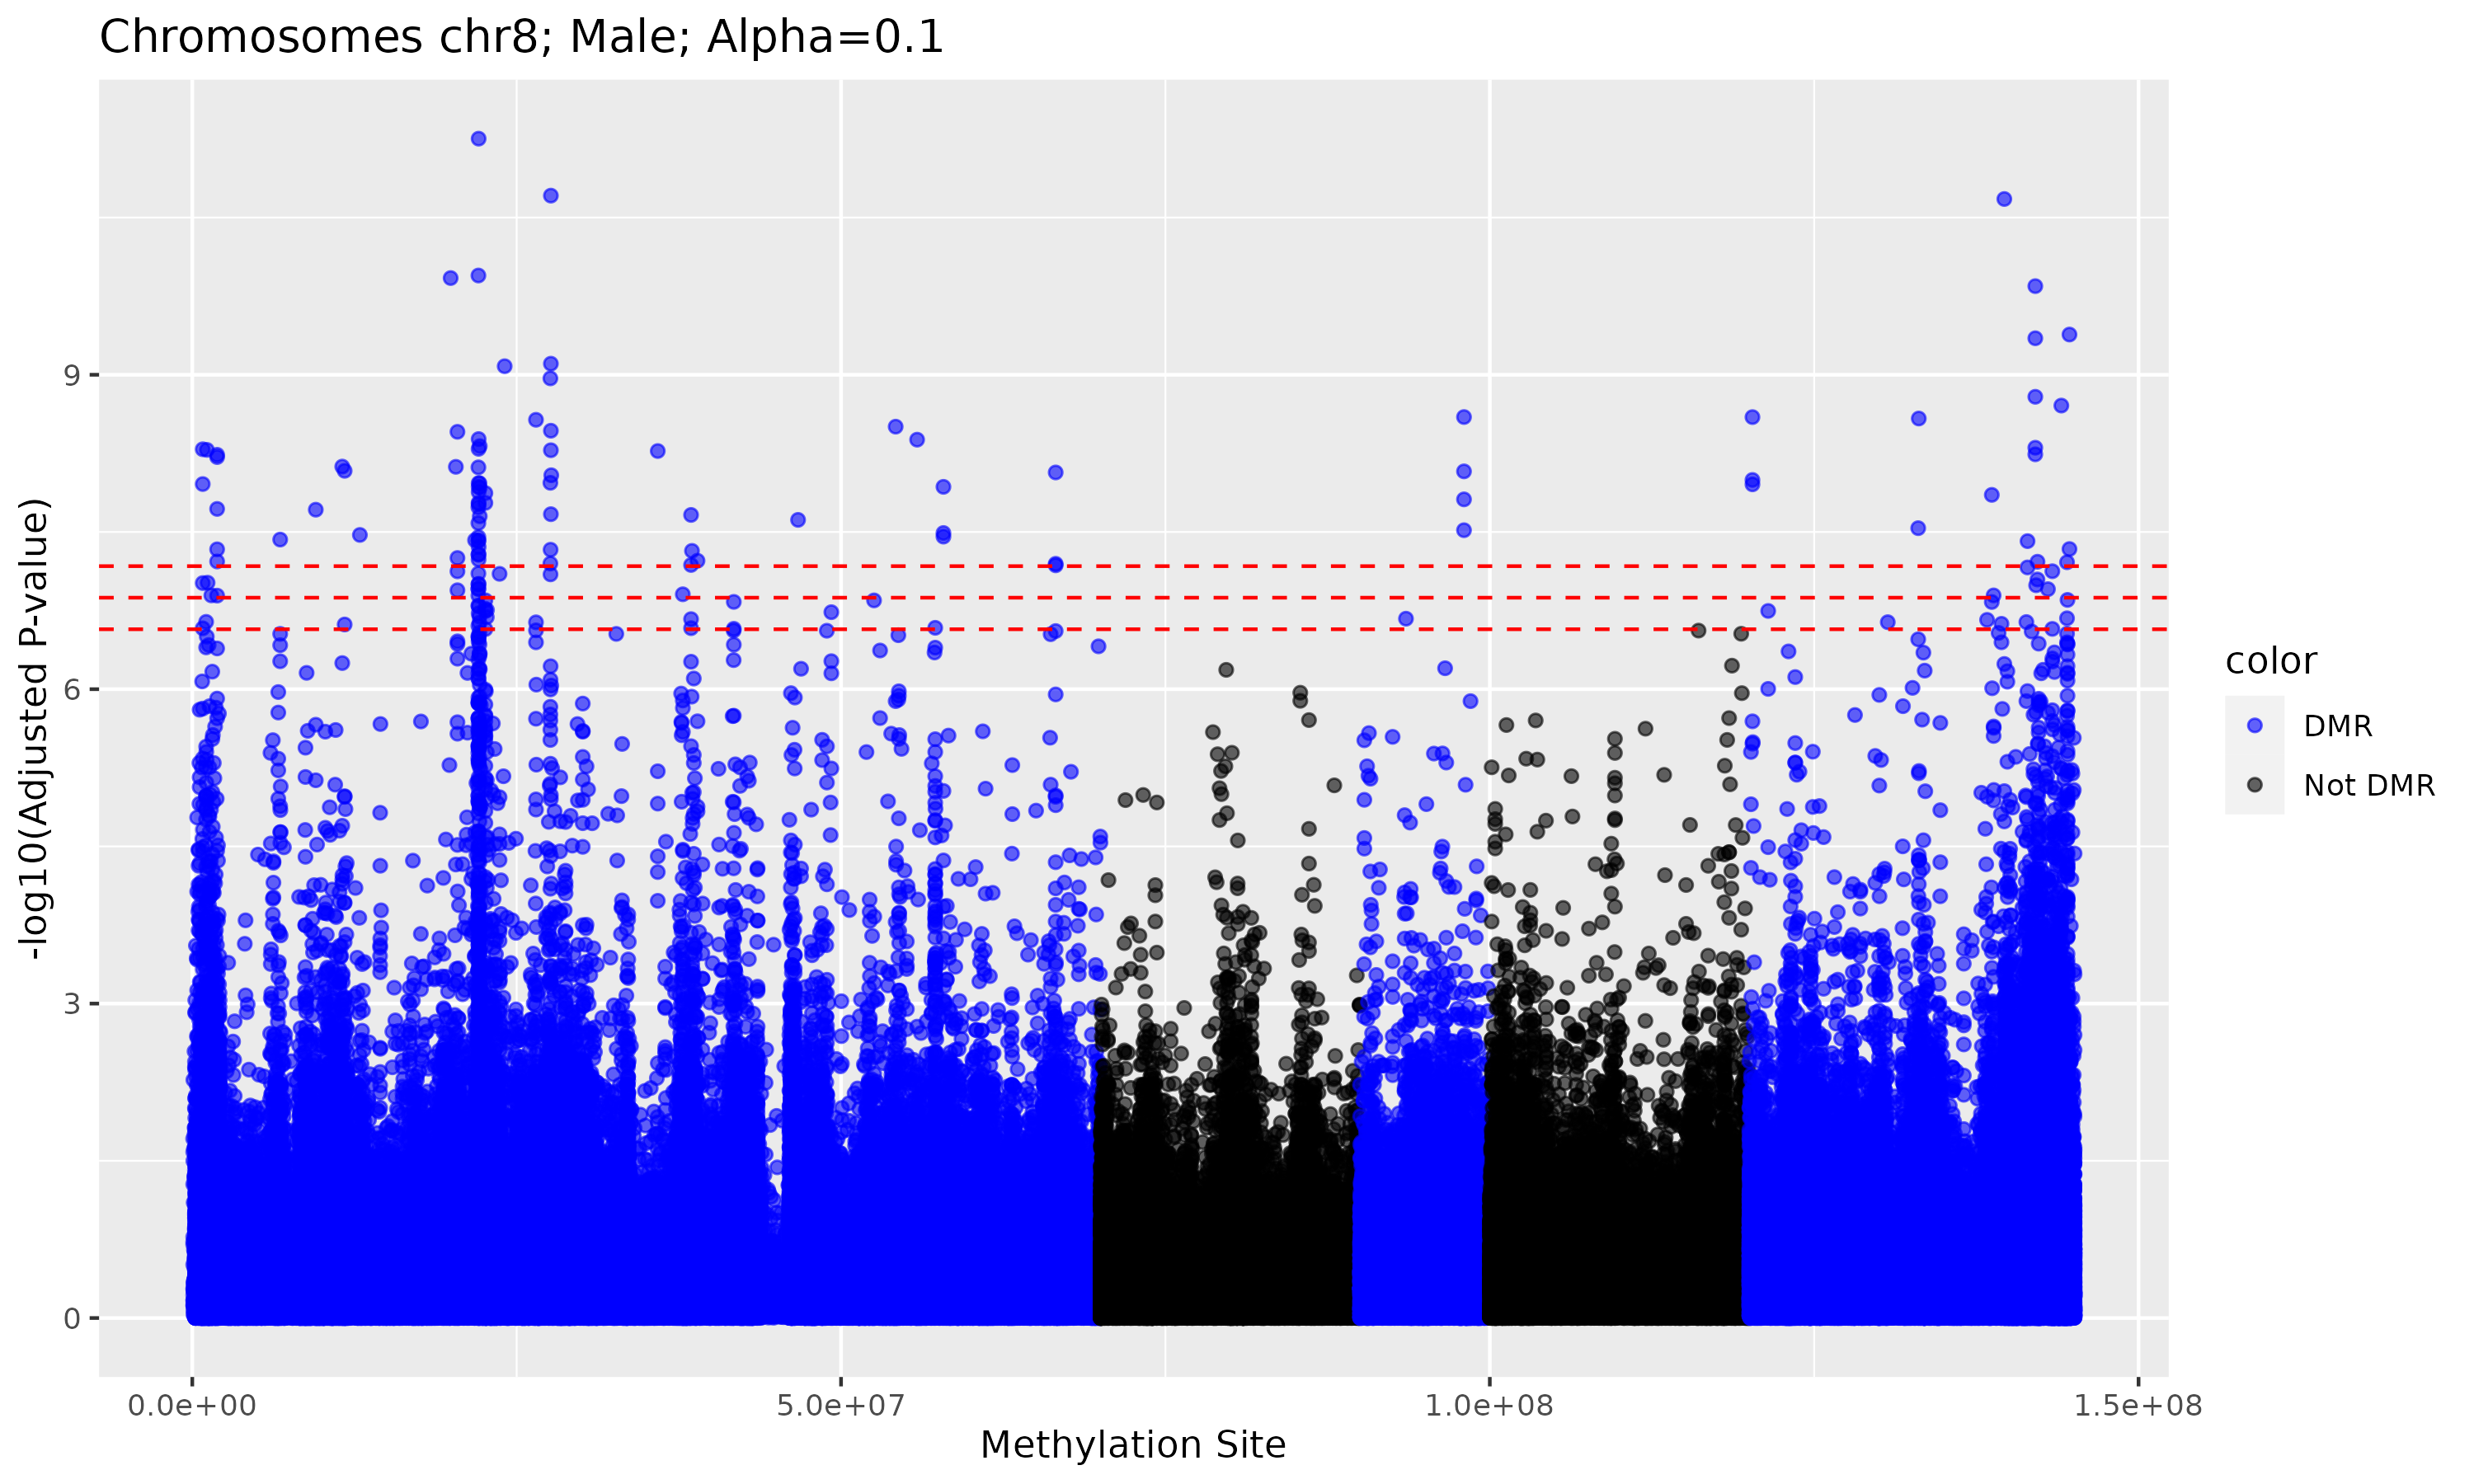 Chromosomes chr8; Male; Alpha=0.1
-log10(Adjusted P-value)
9
6
3
0
0.0e+00
5.0e+07
1.0e+08
1.5e+08
Methylation Site
color
DMR
Not DMR